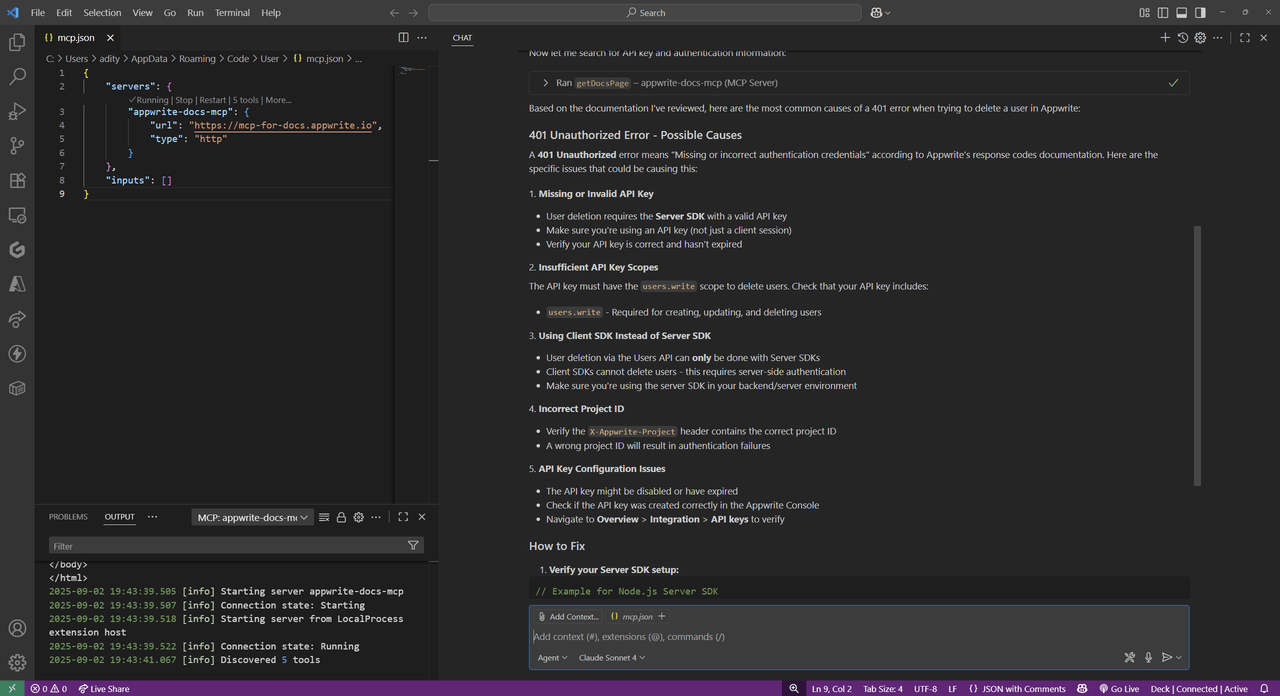 File Edit Selection View Go Run Terminal Help
Search
{} mcp.json
CHAT
C: > Users > adity > AppData > Roaming > Code > User > {} mcp.json > ...
1 {
2 "servers": {
✓Running | Stop | Restart | 5 tools | More...
3 "appwrite-docs-mcp": {
4 "url": "https://mcp-for-docs.appwrite.io",
5 "type": "http"
6 }
7 },
8 "inputs": []
9 }
PROBLEMS OUTPUT ...
MCP: appwrite-docs-m
Filter
</body>
</html>
2025-09-02 19:43:39.505 [info] Starting server appwrite-docs-mcp
2025-09-02 19:43:39.507 [info] Connection state: Starting
2025-09-02 19:43:39.518 [info] Starting server from LocalProcess
extension host
2025-09-02 19:43:39.522 [info] Connection state: Running
2025-09-02 19:43:41.067 [info] Discovered 5 tools
Now let me search for API key and authentication information:
> Ran getDocsPage – appwrite-docs-mcp (MCP Server)
Based on the documentation I've reviewed, here are the most common causes of a 401 error when trying to delete a user in Appwrite:
401 Unauthorized Error - Possible Causes
A 401 Unauthorized error means "Missing or incorrect authentication credentials" according to Appwrite's response codes documentation. Here are the
specific issues that could be causing this:
1. Missing or Invalid API Key
• User deletion requires the Server SDK with a valid API key
• Make sure you're using an API key (not just a client session)
• Verify your API key is correct and hasn't expired
2. Insufficient API Key Scopes
The API key must have the users.write scope to delete users. Check that your API key includes:
• users.write - Required for creating, updating, and deleting users
3. Using Client SDK Instead of Server SDK
• User deletion via the Users API can only be done with Server SDKs
• Client SDKs cannot delete users - this requires server-side authentication
• Make sure you're using the server SDK in your backend/server environment
4. Incorrect Project ID
• Verify the X-Appwrite-Project header contains the correct project ID
• A wrong project ID will result in authentication failures
5. API Key Configuration Issues
• The API key might be disabled or have expired
• Check if the API key was created correctly in the Appwrite Console
• Navigate to Overview > Integration > API keys to verify
How to Fix
1. Verify your Server SDK setup:
// Example for Node.js Server SDK
Add Context... {} mcp.json +
Add context (#), extensions (@), commands (/)
Agent Claude Sonnet 4
0 0 Live Share
Ln 9, Col 2 Tab Size: 4 UTF-8 LF {} JSON with Comments Go Live Deck | Connected | Active